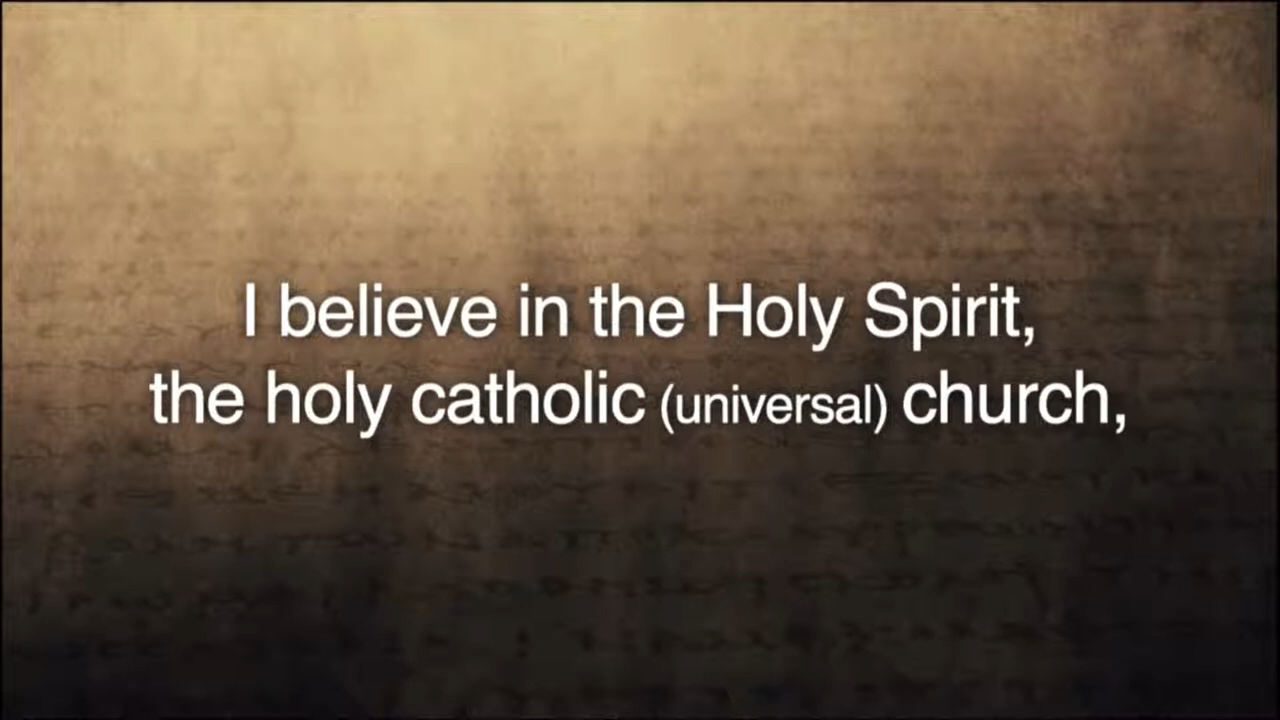 I believe in the Holy Spirit,
the holy catholic (universal) church,